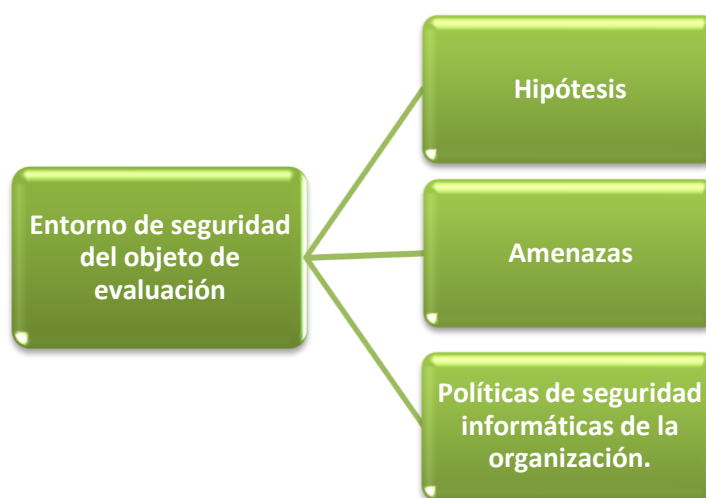 Entorno de seguridad
del objeto de
evaluación
Hipótesis
Amenazas
Políticas de seguridad
informáticas de la
organización.